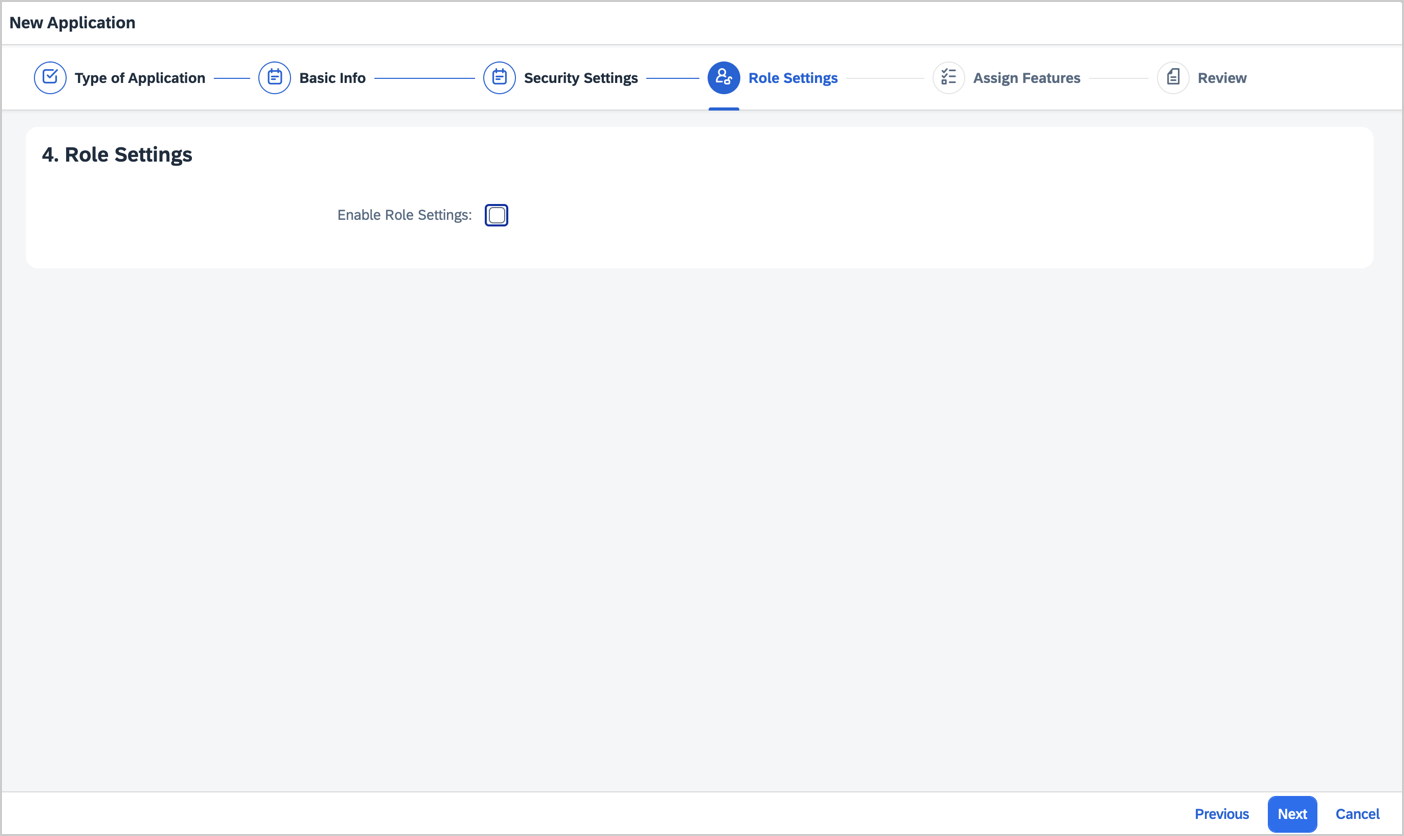 New Application
Type of Application Basic Info Security Settings Role Settings Assign Features Review
4. Role Settings
Enable Role Settings:
Previous Next Cancel